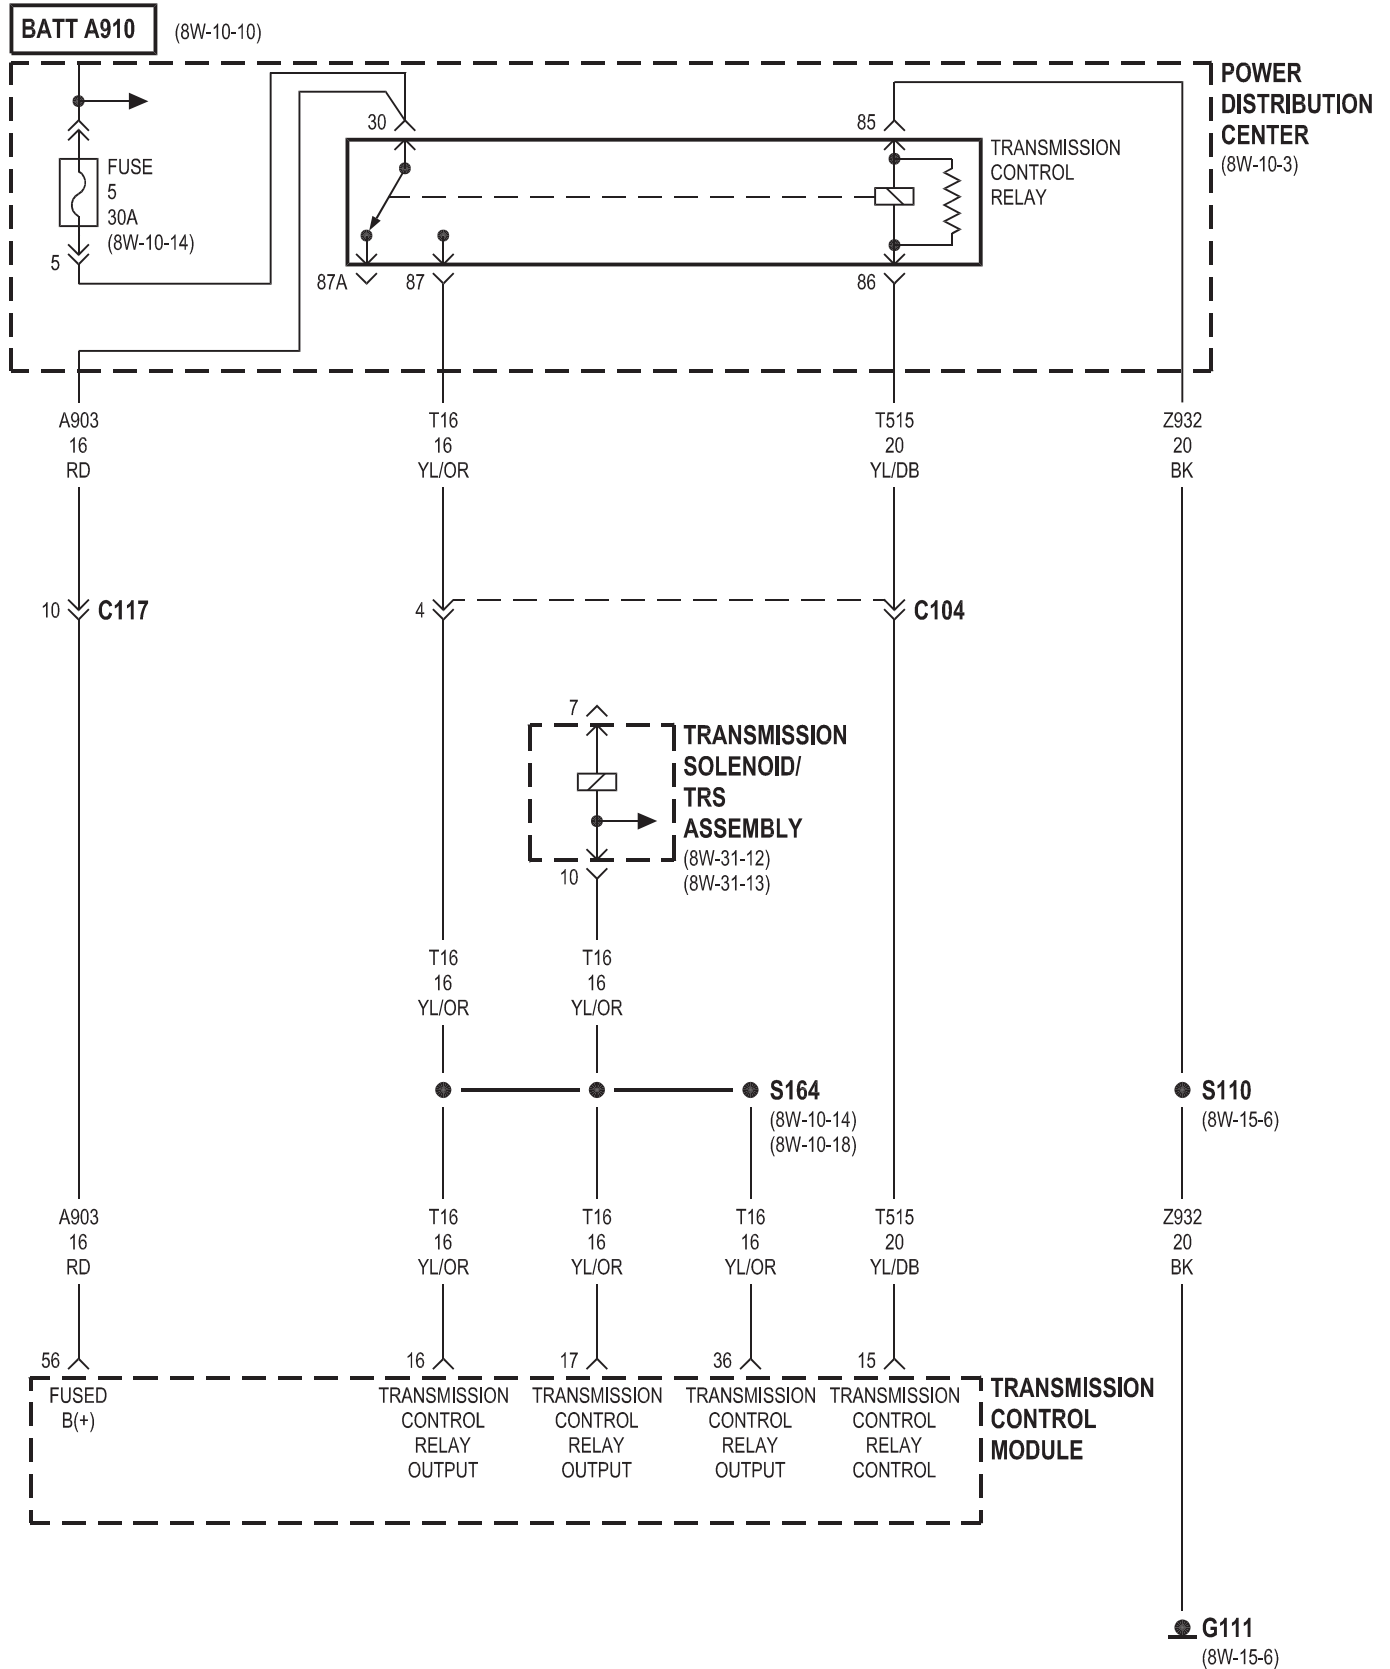 BATT A910
(8W-10-10)
POWER
DISTRIBUTION
CENTER
(8W-10-3)
FUSE
5
30A
(8W-10-14)
5
30
85
TRANSMISSION
CONTROL
RELAY
87A
87
86
A903
16
RD
T16
16
YL/OR
T515
20
YL/DB
Z932
20
BK
10
C117
4
C104
7
TRANSMISSION
SOLENOID/
TRS
ASSEMBLY
(8W-31-12)
(8W-31-13)
10
T16
16
YL/OR
T16
16
YL/OR
S164
(8W-10-14)
(8W-10-18)
S110
(8W-15-6)
A903
16
RD
T16
16
YL/OR
T16
16
YL/OR
T16
16
YL/OR
T515
20
YL/DB
Z932
20
BK
56
16
17
36
15
FUSED
B(+)
TRANSMISSION
CONTROL
RELAY
OUTPUT
TRANSMISSION
CONTROL
RELAY
OUTPUT
TRANSMISSION
CONTROL
RELAY
OUTPUT
TRANSMISSION
CONTROL
RELAY
CONTROL
TRANSMISSION
CONTROL
MODULE
G111
(8W-15-6)